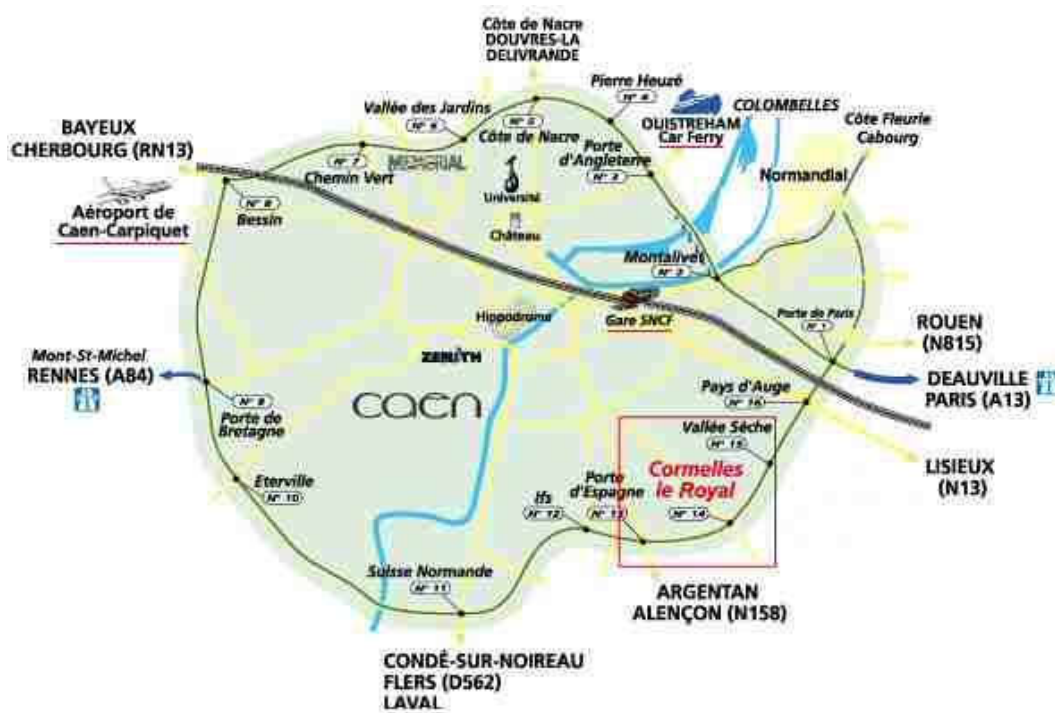 Côte de Nacre
DOUVRES-LA
DELIVRANDE
Pierre Heuzé
N° 4
Vallée des Jardins
N° 6
N° 5
Côte de Nacre
OUISTREHAM
Car Ferry
COLOMBELLES
Côte Fleurie
Cabourg
BAYEUX
CHERBOURG (RN13)
N° 7
Chemin Vert
MEMORIAL
Porte
d'Angleterre
N° 3
Normandial
Université
Aéroport de
Caen-Carpiquet
N° 8
Bessin
Château
Montalivet
N° 2
Hippodrome
Gare SNCF
Porte de Paris
N° 1
ROUEN
(N815)
ZENITH
Mont-St-Michel
RENNES (A84)
DEAUVILLE
PARIS (A13)
N° 9
Porte de
Bretagne
caen
Pays d'Auge
N° 16
Vallée Sèche
N° 15
LISIEUX
(N13)
Cormelles
le Royal
Eterville
N° 10
Ifs
N° 12
Porte
d'Espagne
N° 13
N° 14
Suisse Normande
N° 11
ARGENTAN
ALENÇON (N158)
CONDÉ-SUR-NOIREAU
FLERS (D562)
LAVAL